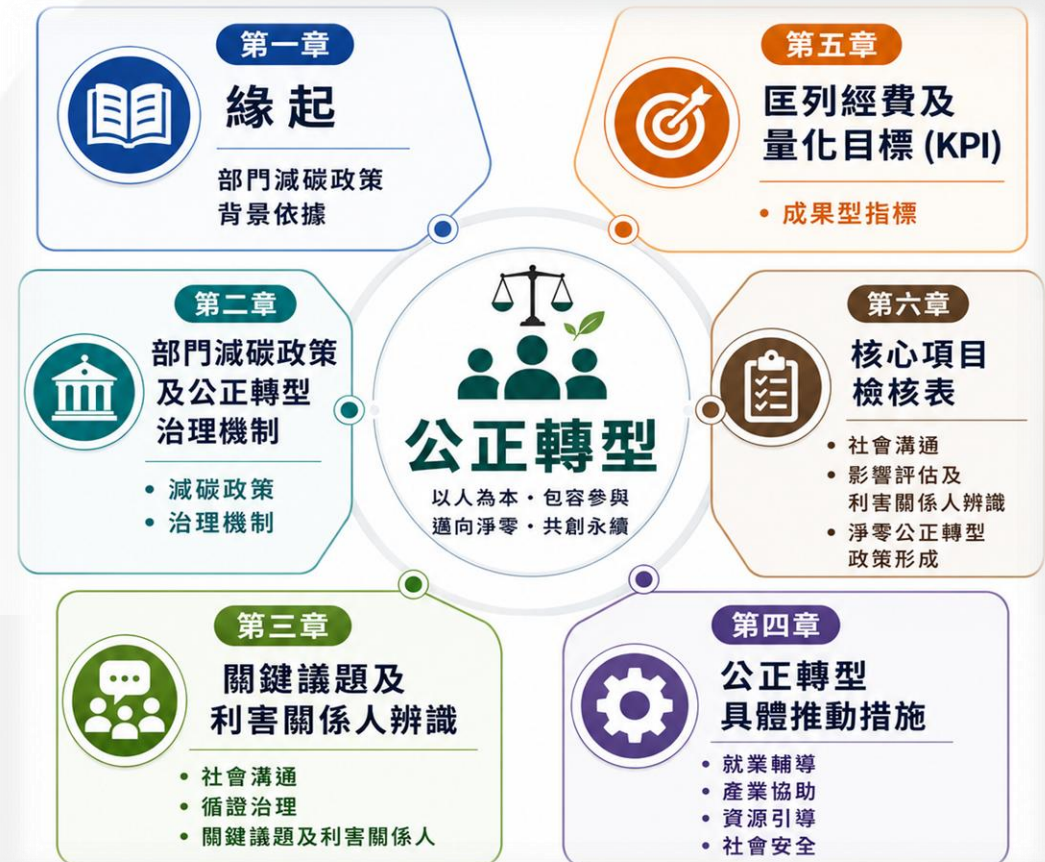 第一章
緣起
部門減碳政策
背景依據
第二章
部門減碳政策
及公正轉型
治理機制
• 減碳政策
• 治理機制
第三章
關鍵議題及
利害關係人辨識
• 社會溝通
• 循證治理
• 關鍵議題及利害關係人
公正轉型
以人為本・包容參與
邁向淨零・共創永續
第四章
公正轉型
具體推動措施
• 就業輔導
• 產業協助
• 資源引導
• 社會安全
第五章
匡列經費及
量化目標 (KPI)
• 成果型指標
第六章
核心項目
檢核表
• 社會溝通
• 影響評估及
利害關係人辨識
• 淨零公正轉型
政策形成